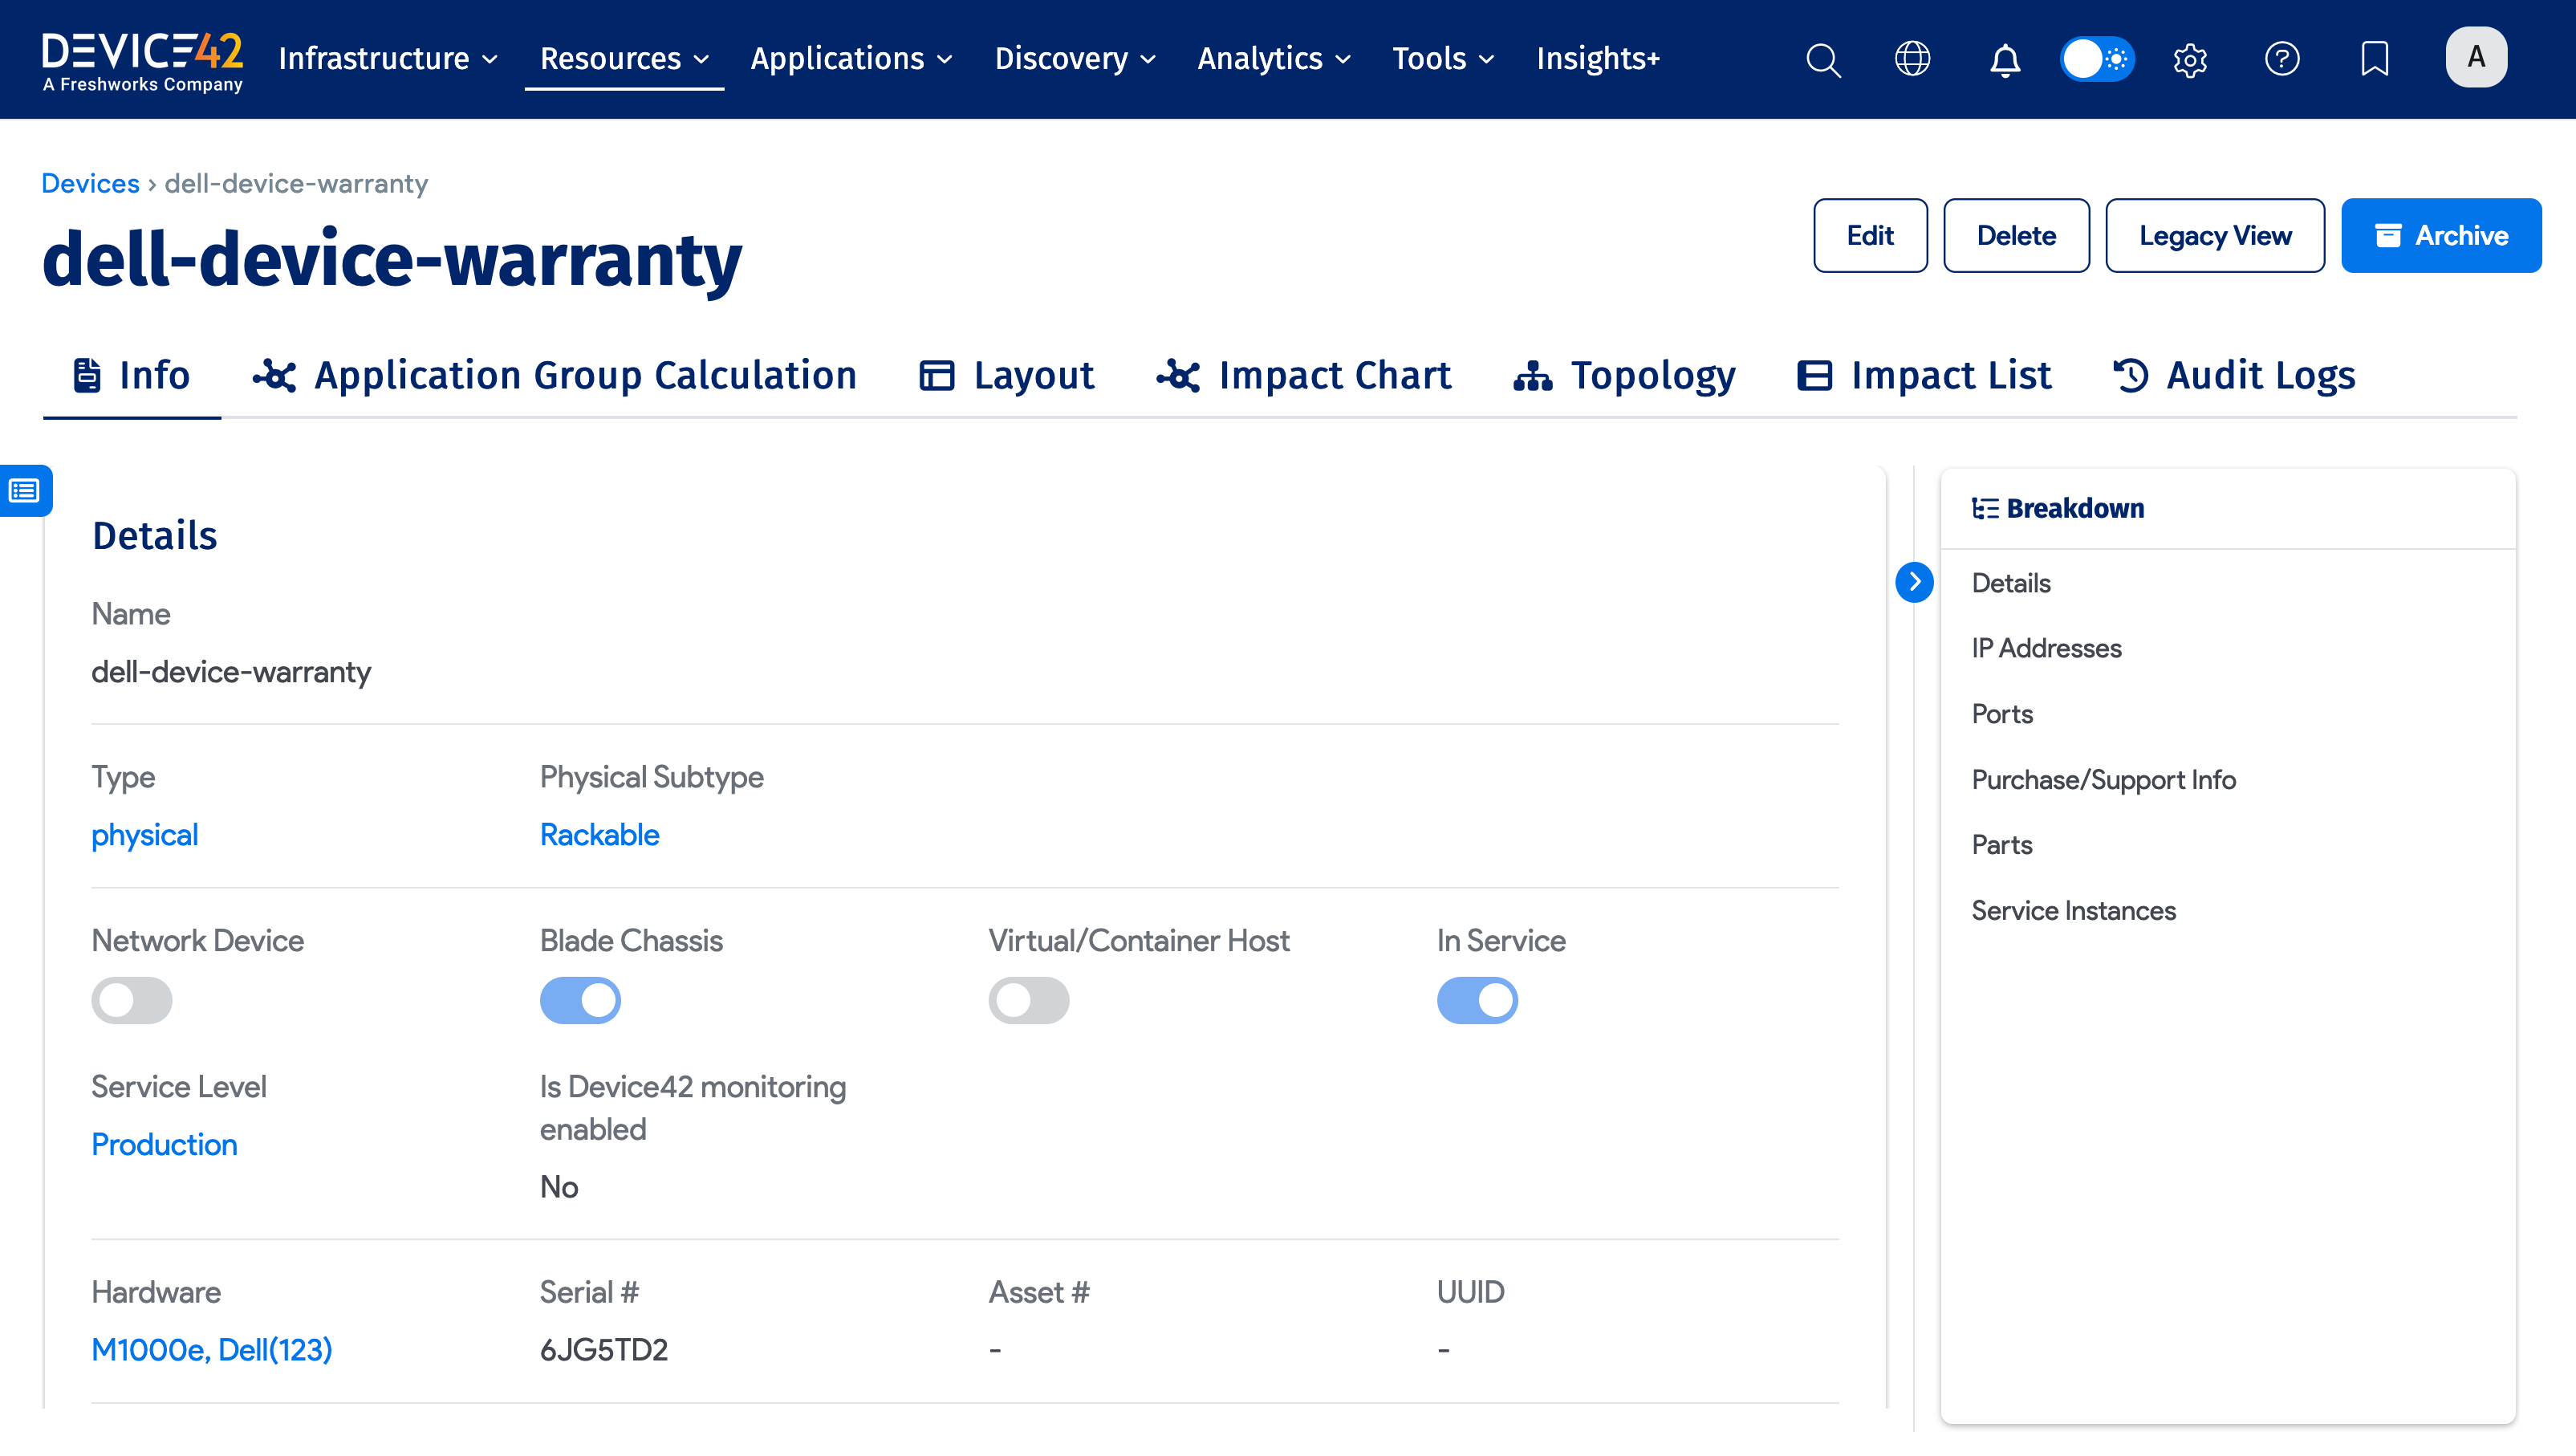 DEVICE42
A Freshworks Company
Infrastructure Resources Applications Discovery Analytics Tools Insights+
A
Devices › dell-device-warranty
dell-device-warranty
Edit Delete Legacy View Archive
Info Application Group Calculation Layout Impact Chart Topology Impact List Audit Logs
Details
Name
dell-device-warranty
Type Physical Subtype
physical Rackable
Network Device Blade Chassis Virtual/Container Host In Service
Service Level Is Device42 monitoring
enabled
Production
No
Hardware Serial # Asset # UUID
M1000e, Dell(123) 6JG5TD2 - -
Breakdown
Details
IP Addresses
Ports
Purchase/Support Info
Parts
Service Instances